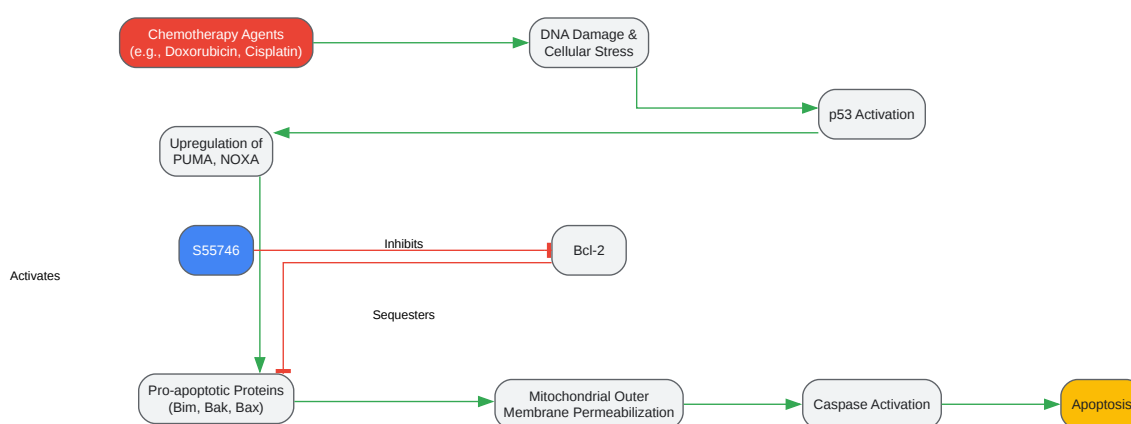 Chemotherapy Agents
(e.g., Doxorubicin, Cisplatin)
DNA Damage &
Cellular Stress
p53 Activation
Upregulation of
PUMA, NOXA
S55746
Inhibits
Bcl-2
Activates
Sequesters
Pro-apoptotic Proteins
(Bim, Bak, Bax)
Mitochondrial Outer
Membrane Permeabilization
Caspase Activation
Apoptosis